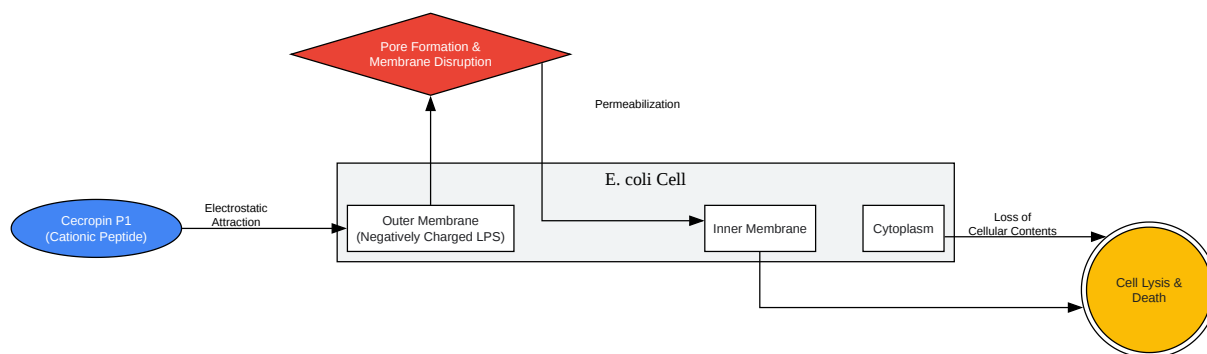 Pore Formation &
Membrane Disruption
Permeabilization
E. coli Cell
Cecropin P1
(Cationic Peptide)
Electrostatic
Attraction
Outer Membrane
(Negatively Charged LPS)
Inner Membrane
Cytoplasm
Loss of
Cellular Contents
Cell Lysis &
Death